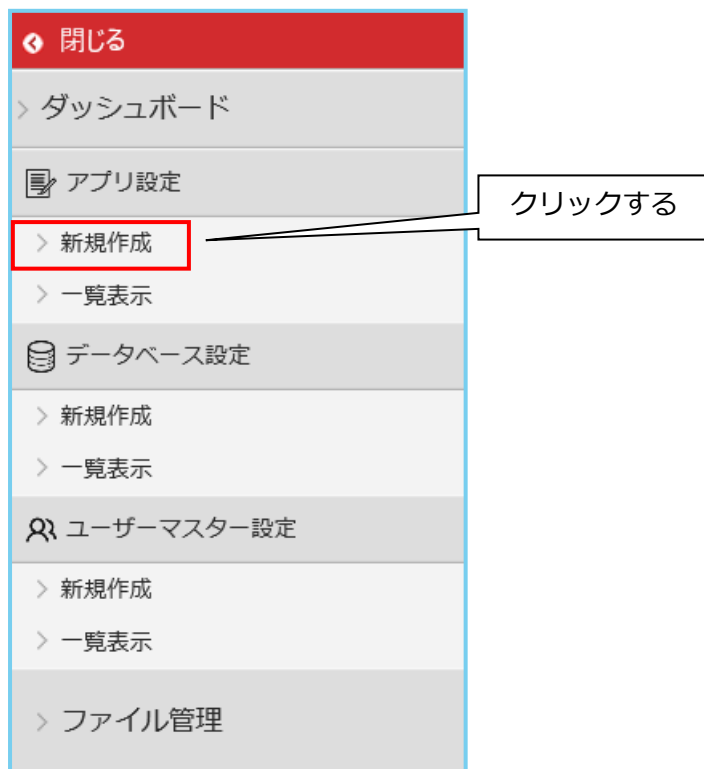 閉じる
ダッシュボード
アプリ設定
クリックする
新規作成
一覧表示
データベース設定
新規作成
一覧表示
ユーザーマスター設定
新規作成
一覧表示
ファイル管理